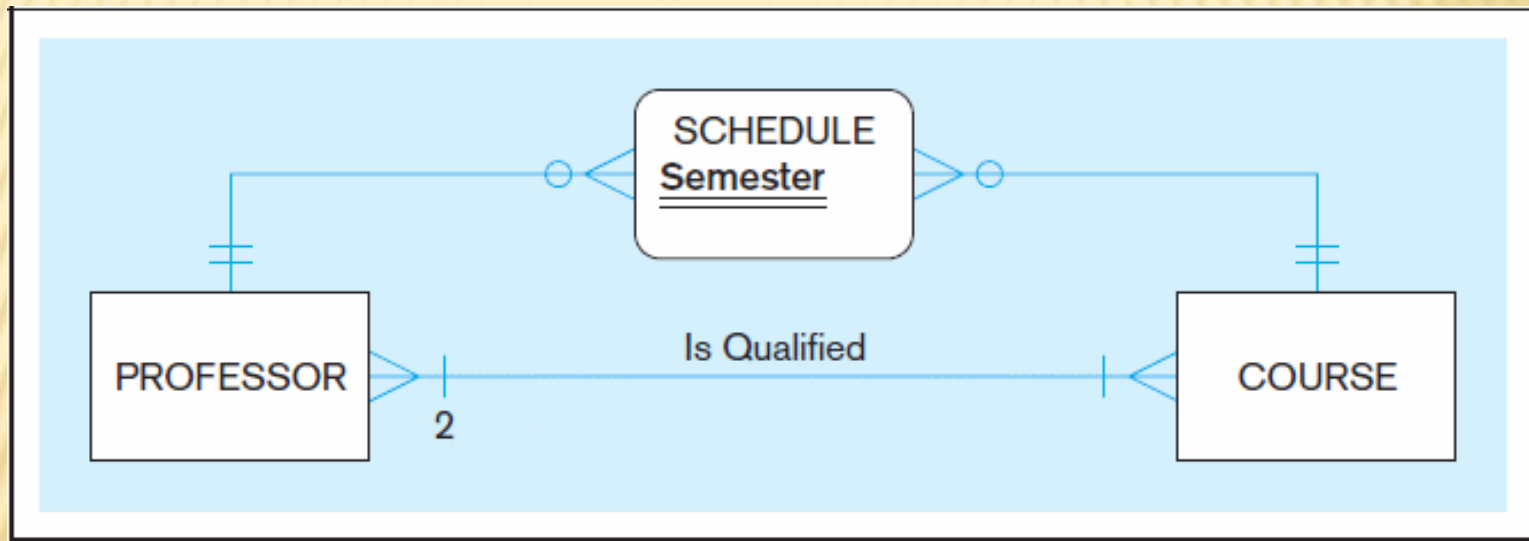 SCHEDULE
Semester
Is Qualified
PROFESSOR
COURSE
2